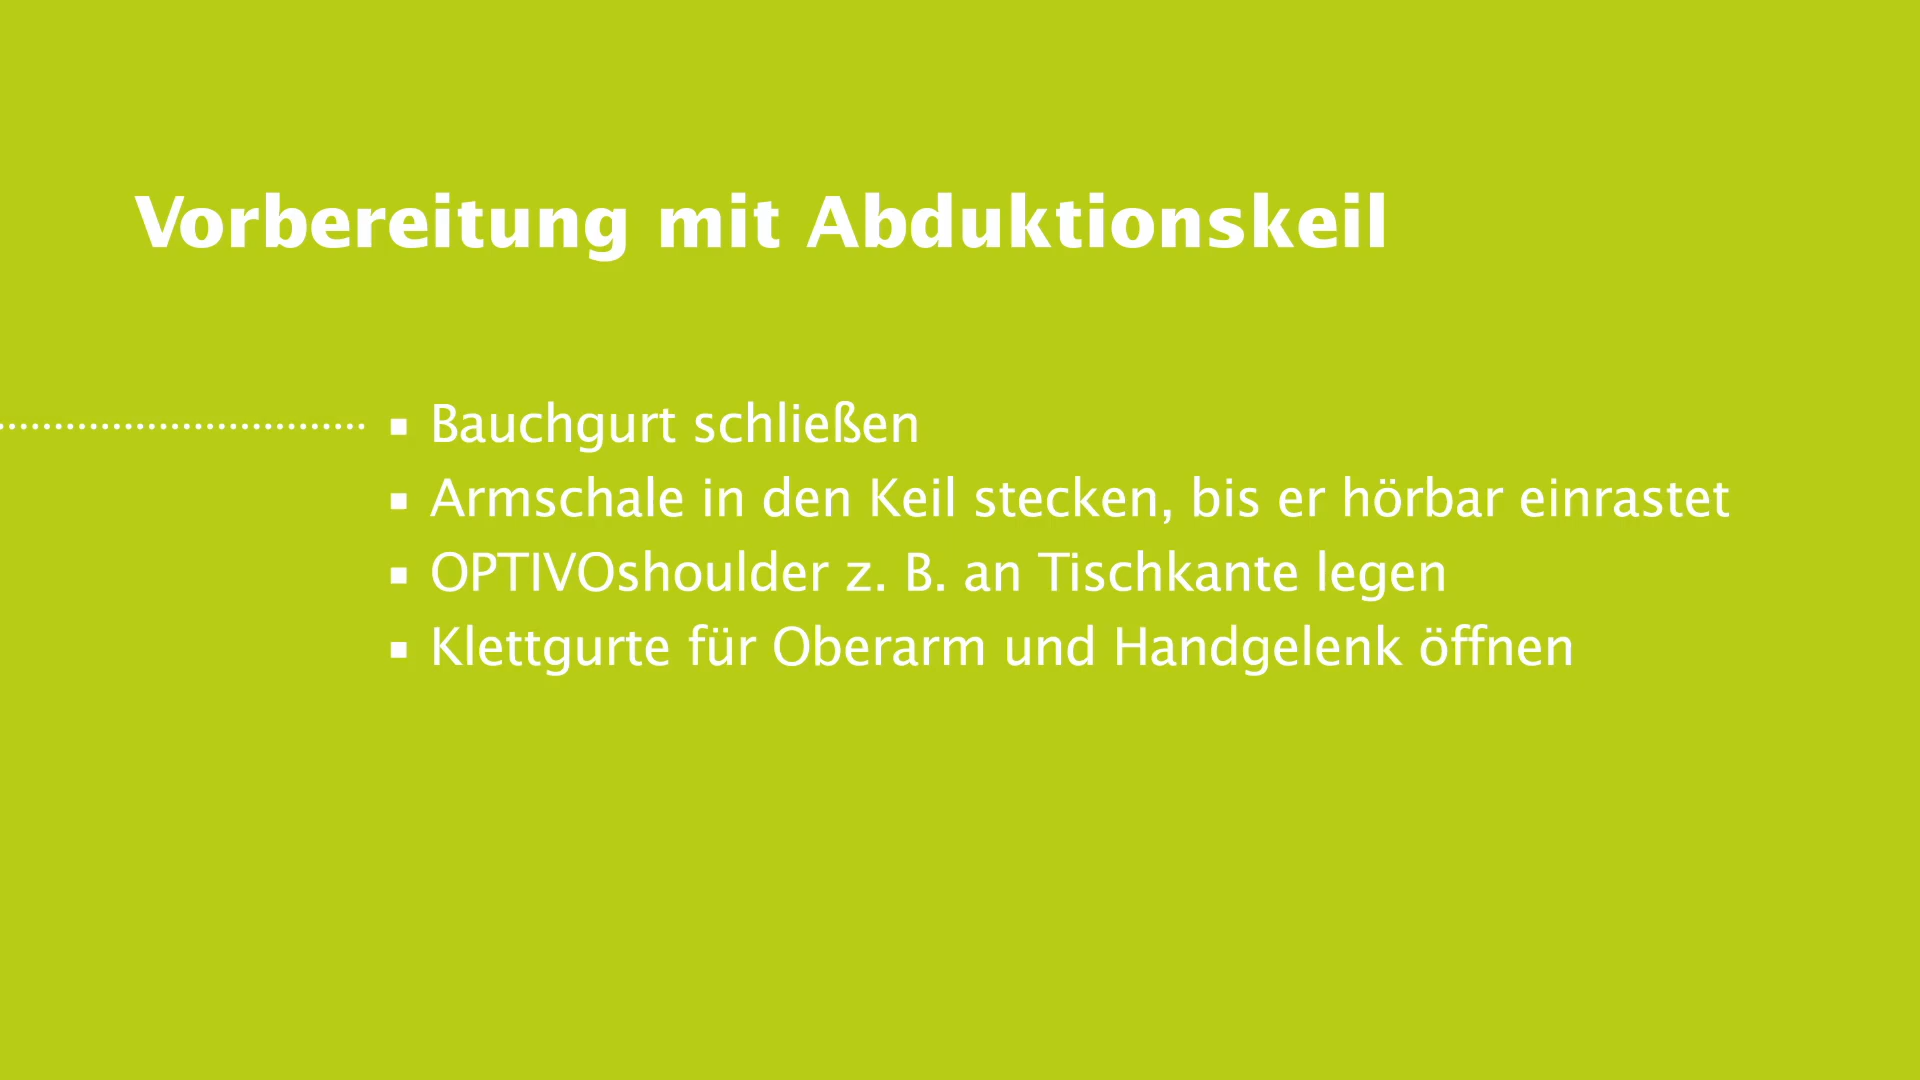 Vorbereitung mit Abduktionskeil
▪ Bauchgurt schließen
▪ Armschale in den Keil stecken, bis er hörbar einrastet
▪ OPTIVOshoulder z. B. an Tischkante legen
▪ Klettgurte für Oberarm und Handgelenk öffnen